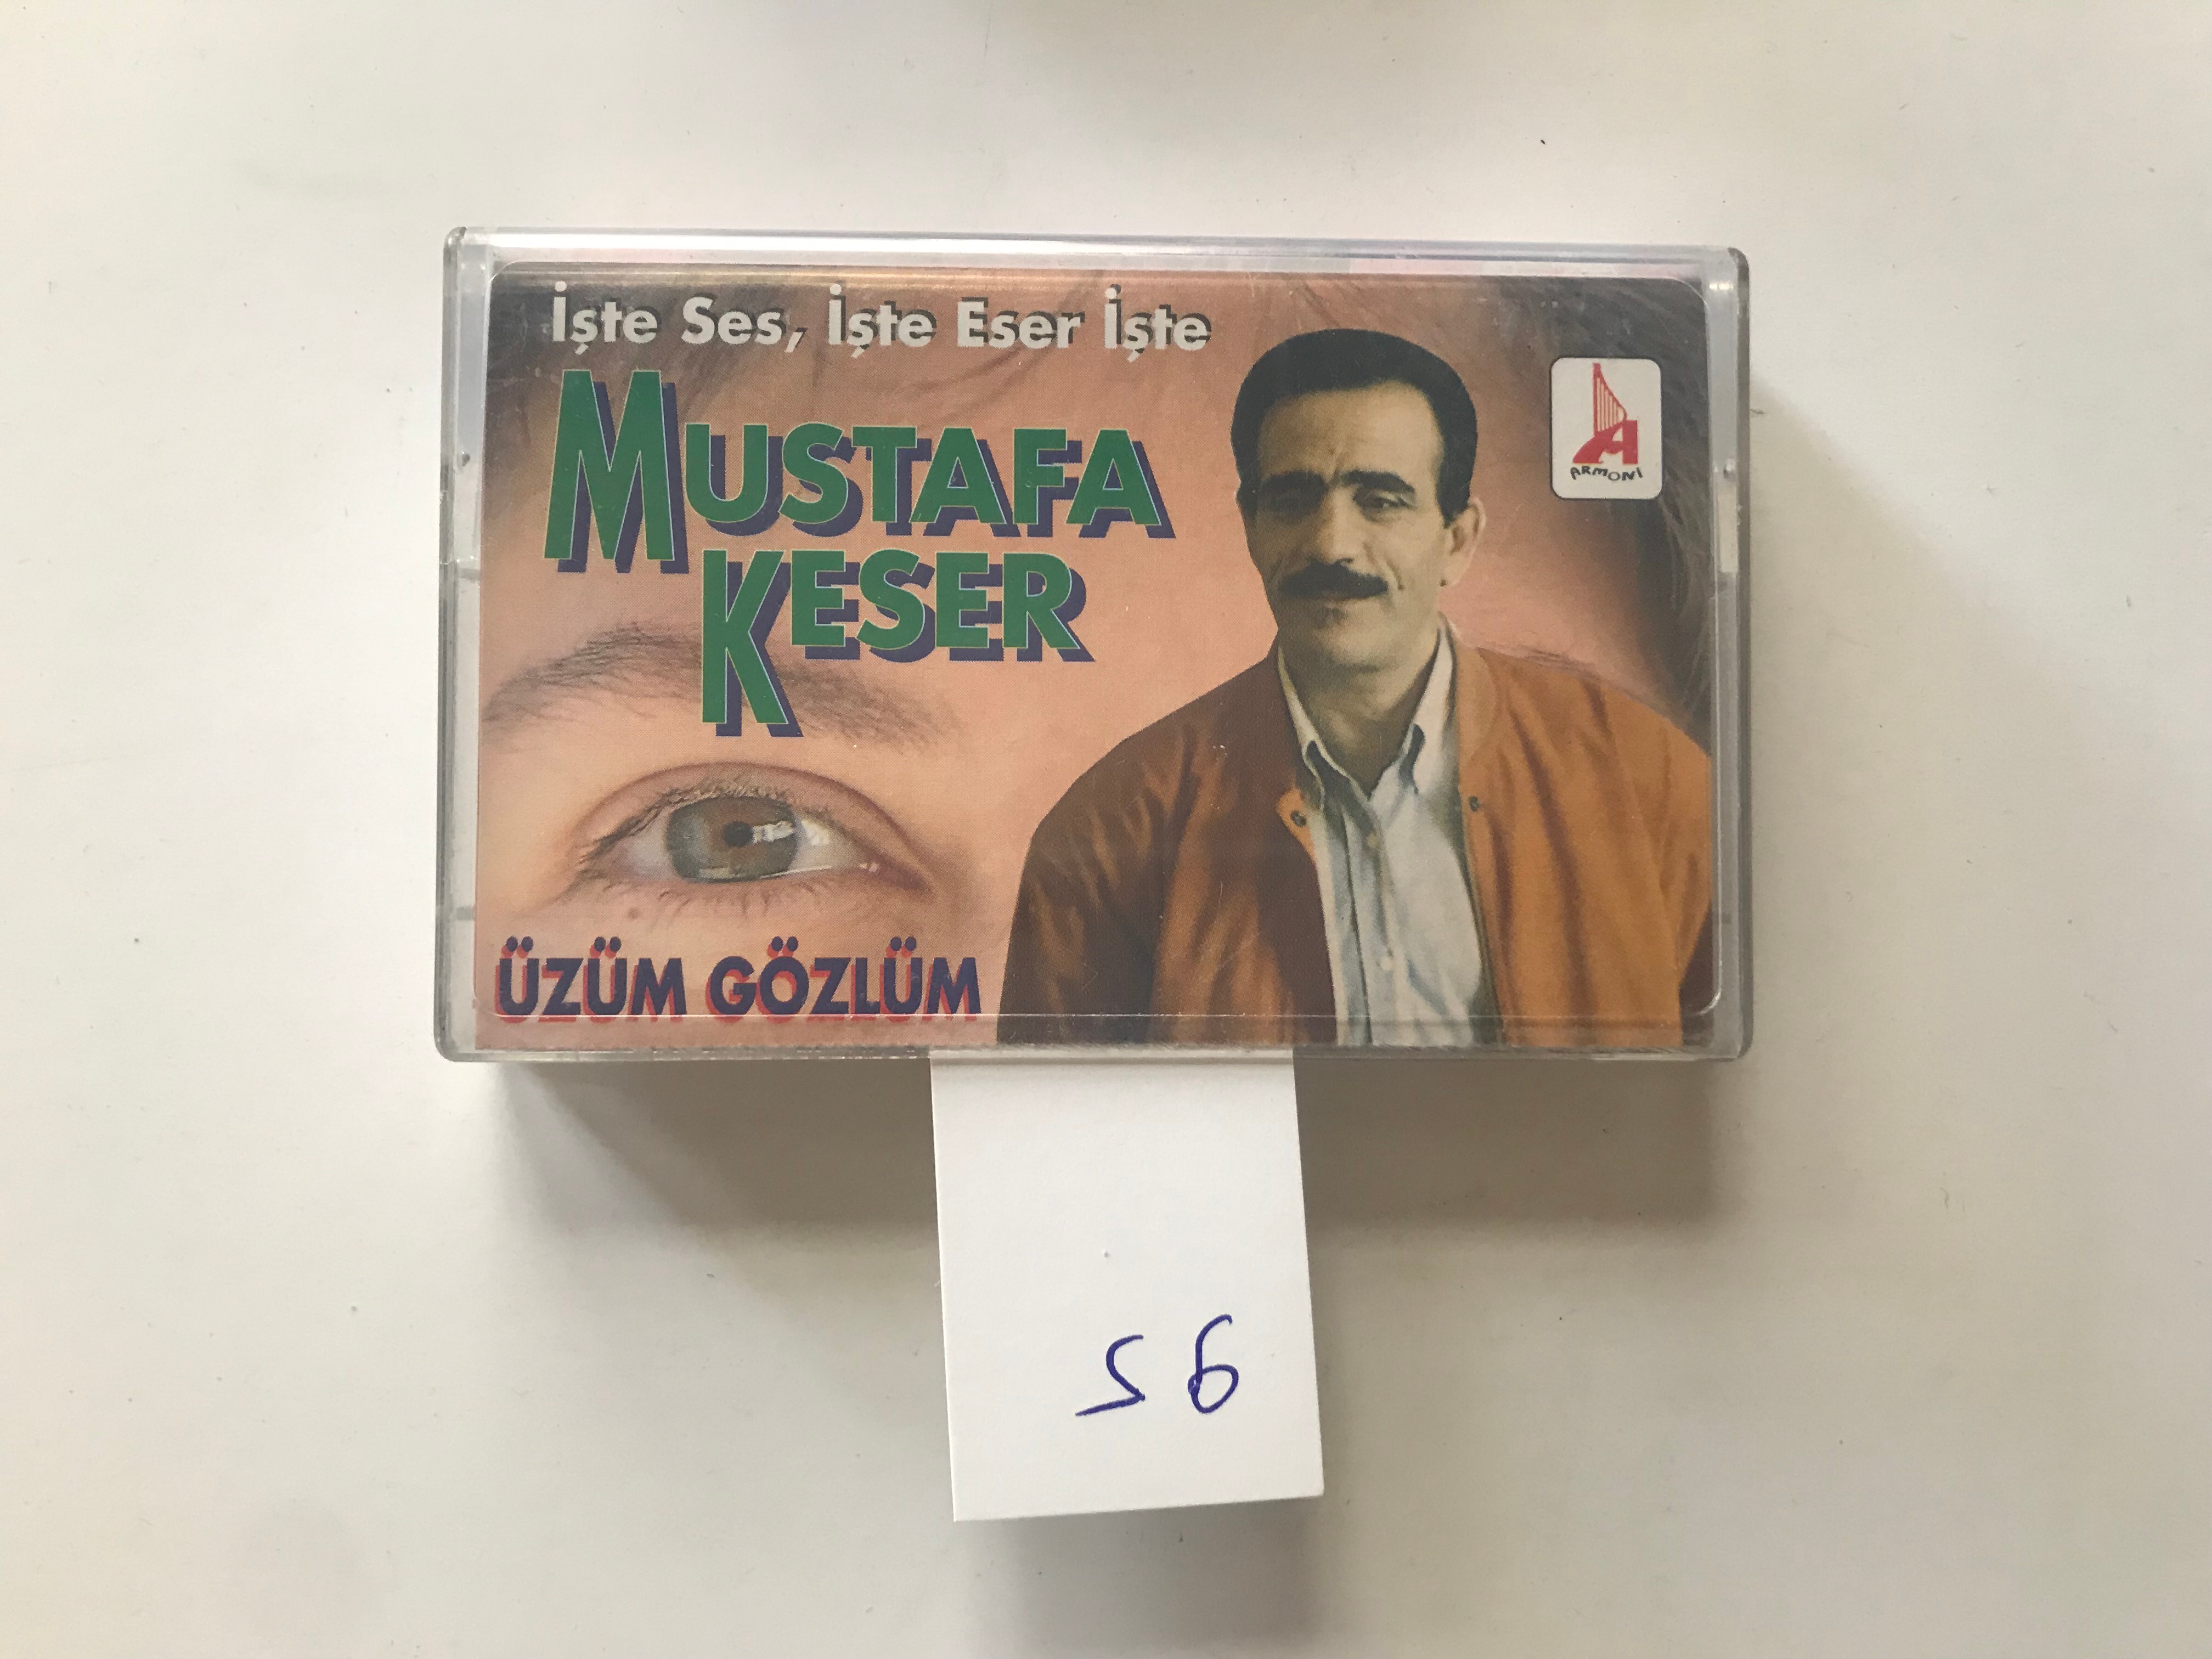 İşte Ses, İşte Eser İşte
MUSTAFA
KESER
ARMONİ
ÜZÜM GÖZLÜM
56